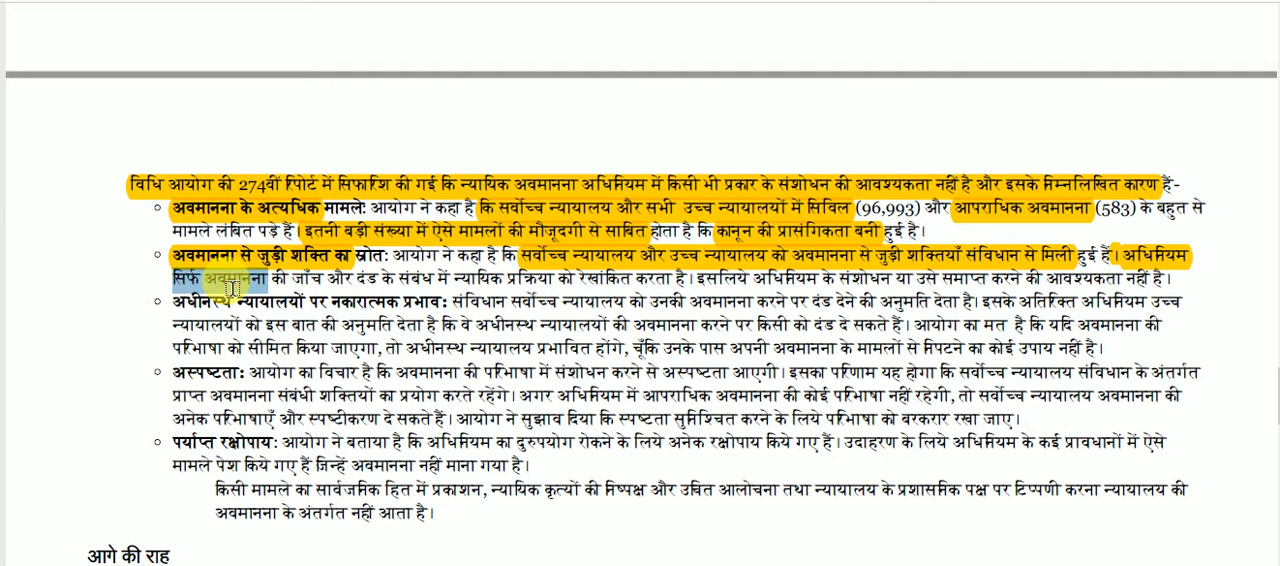 विधि आयोग की 274वीं रिपोर्ट में सिफारिश की गई कि न्यायिक अवमानना अधिनियम में किसी भी प्रकार के संशोधन की आवश्यकता नहीं है और इसके निम्नलिखित कारण हैं-
अवमानना के अत्यधिक मामले: आयोग ने कहा है कि सर्वोच्च न्यायालय और सभी उच्च न्यायालयों में सिविल (96,993) और आपराधिक अवमानना (583) के बहुत से
मामले लंबित पड़े हैं। इतनी बड़ी संख्या में ऐसे मामलों की मौजूदगी से साबित होता है कि कानून की प्रासंगिकता बनी हुई है।
अवमानना से जुड़ी शक्ति का स्रोत: आयोग ने कहा है कि सर्वोच्च न्यायालय और उच्च न्यायालय को अवमानना से जुड़ी शक्तियाँ संविधान से मिली हुई हैं। अधिनियम
सिर्फ अवमानना की जाँच और दंड के संबंध में न्यायिक प्रक्रिया को रेखांकित करता है। इसलिये अधिनियम के संशोधन या उसे समाप्त करने की आवश्यकता नहीं है।
अधीनस्थ न्यायालयों पर नकारात्मक प्रभाव: संविधान सर्वोच्च न्यायालय को उनकी अवमानना करने पर दंड देने की अनुमति देता है। इसके अतिरिक्त अधिनियम उच्च
न्यायालयों को इस बात की अनुमति देता है कि वे अधीनस्थ न्यायालयों की अवमानना करने पर किसी को दंड दे सकते हैं। आयोग का मत है कि यदि अवमानना की
परिभाषा को सीमित किया जाएगा, तो अधीनस्थ न्यायालय प्रभावित होंगे, चूँकि उनके पास अपनी अवमानना के मामलों से निपटने का कोई उपाय नहीं है।
अस्पष्टता: आयोग का विचार है कि अवमानना की परिभाषा में संशोधन करने से अस्पष्टता आएगी। इसका परिणाम यह होगा कि सर्वोच्च न्यायालय संविधान के अंतर्गत
प्राप्त अवमानना संबंधी शक्तियों का प्रयोग करते रहेंगे। अगर अधिनियम में आपराधिक अवमानना की कोई परिभाषा नहीं रहेगी, तो सर्वोच्च न्यायालय अवमानना की
अनेक परिभाषाएँ और स्पष्टीकरण दे सकते हैं। आयोग ने सुझाव दिया कि स्पष्टता सुनिश्चित करने के लिये परिभाषा को बरकरार रखा जाए।
पर्याप्त रक्षोपाय: आयोग ने बताया है कि अधिनियम का दुरुपयोग रोकने के लिये अनेक रक्षोपाय किये गए हैं। उदाहरण के लिये अधिनियम के कई प्रावधानों में ऐसे
मामले पेश किये गए हैं जिन्हें अवमानना नहीं माना गया है।
किसी मामले का सार्वजनिक हित में प्रकाशन, न्यायिक कृत्यों की निष्पक्ष और उचित आलोचना तथा न्यायालय के प्रशासनिक पक्ष पर टिप्पणी करना न्यायालय की
अवमानना के अंतर्गत नहीं आता है।
आगे की राह